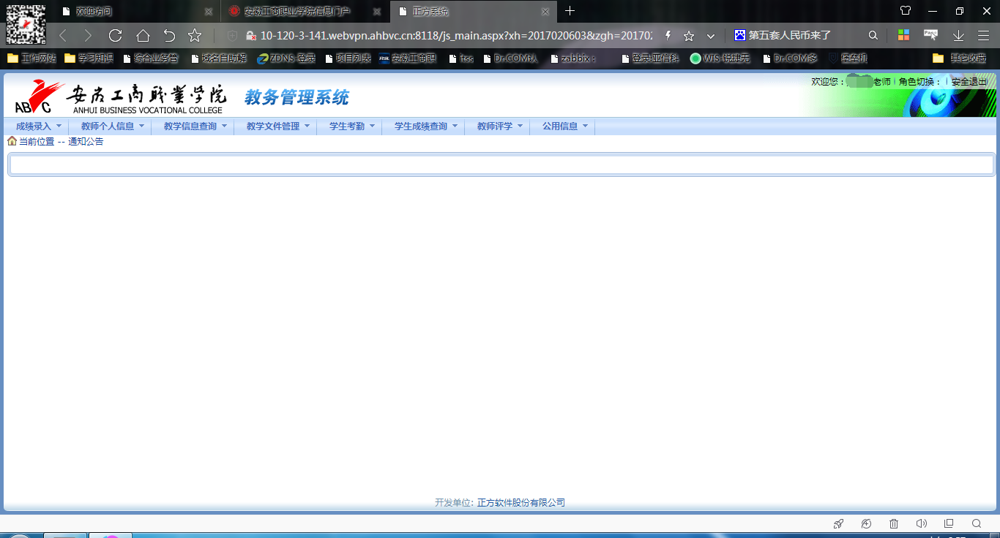 欢迎访问
安徽工商职业学院信息门户
正方系统
10-120-3-141.webvpn.ahbvc.cn:8118/js_main.aspx?xh=2017020603&zgh=20170
第五套人民币来了
工作网站 学习知识 综合业务管 域名自助解 ZDNS-登录 项目列表 安徽工商职 itss Dr.COM认 zabbix: 登录-亚信科 WIS-锐捷无 Dr.COM多 堡垒机 其它收藏
安徽工商职业学院
ABVC ANHUI BUSINESS VOCATIONAL COLLEGE
教务管理系统
欢迎您: 老师 | 角色切换: | 安全退出
成绩录入 教师个人信息 教学信息查询 教学文件管理 学生考勤 学生成绩查询 教师评学 公用信息
当前位置 -- 通知公告
开发单位: 正方软件股份有限公司